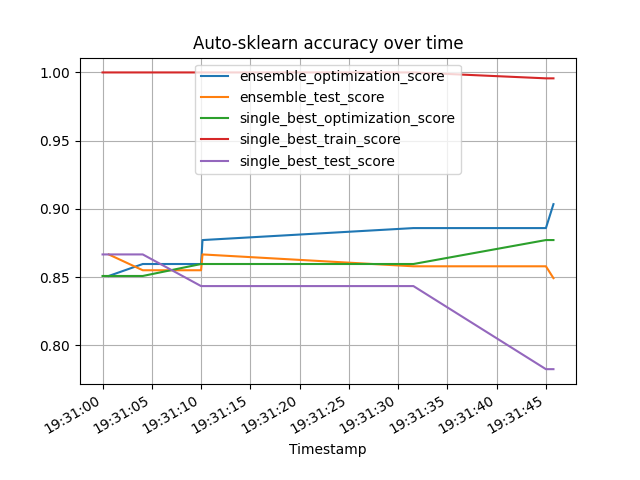 Auto-sklearn accuracy over time
1.00
0.95
0.90
0.85
0.80
ensemble_optimization_score
ensemble_test_score
single_best_optimization_score
single_best_train_score
single_best_test_score
19:31:00
19:31:05
19:31:10
19:31:15
19:31:20
19:31:25
19:31:30
19:31:35
19:31:40
19:31:45
Timestamp